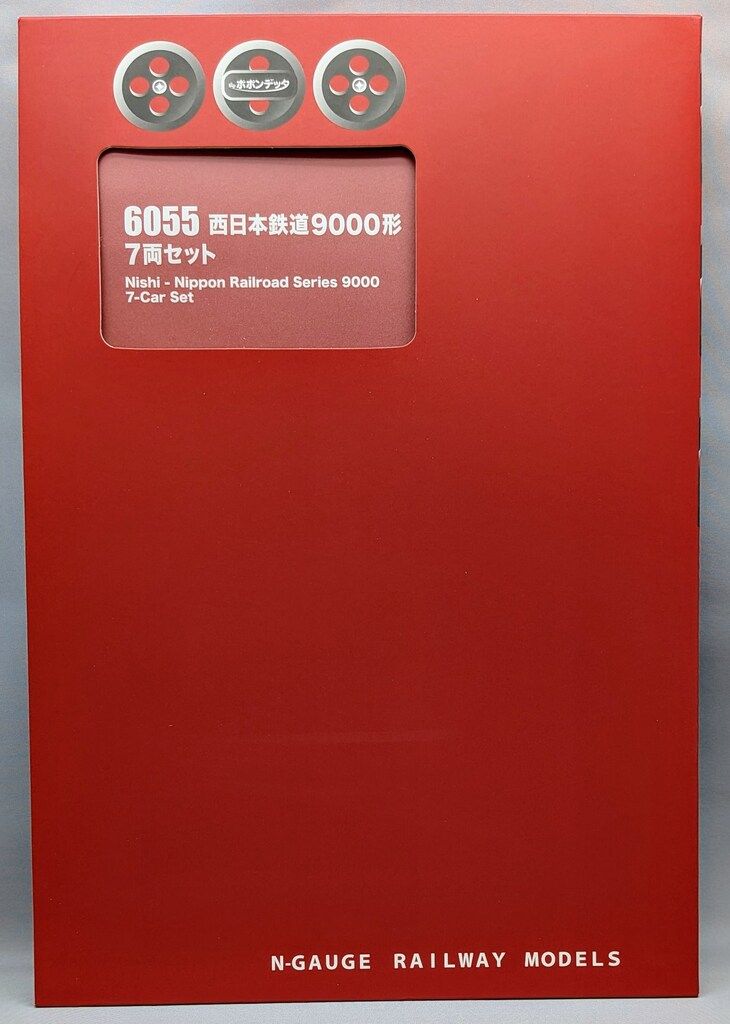 ポポンデッタ
6055 西日本鉄道9000形
7両セット
Nishi - Nippon Railroad Series 9000
7-Car Set
N-GAUGE RAILWAY MODELS